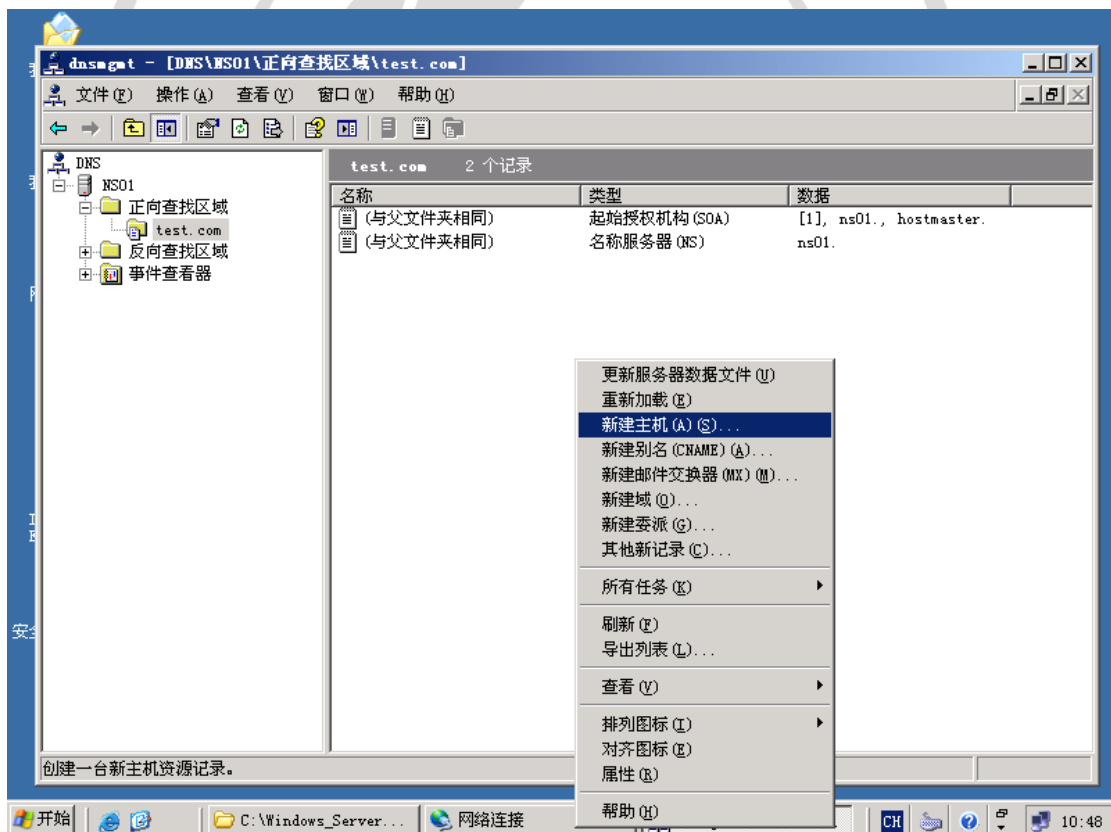 dnsmgmt - [DNS\NS01\正向查找区域\test.com]
文件(F) 操作(A) 查看(V) 窗口(W) 帮助(H)
DNS
NS01
正向查找区域
test.com
反向查找区域
事件查看器
test.com 2 个记录
名称 类型 数据
(与父文件夹相同) 起始授权机构(SOA) [1], ns01., hostmaster.
(与父文件夹相同) 名称服务器(NS) ns01.
更新服务器数据文件(U)
重新加载(E)
新建主机(A)(S)...
新建别名(CNAME)(A)...
新建邮件交换器(MX)(M)...
新建域(O)...
新建委派(G)...
其他新记录(C)...
所有任务(K)
刷新(F)
导出列表(L)...
查看(V)
排列图标(I)
对齐图标(E)
属性(R)
帮助(H)
安全
创建一台新主机资源记录。
开始 C:\Windows_Server... 网络连接 CH 10:48